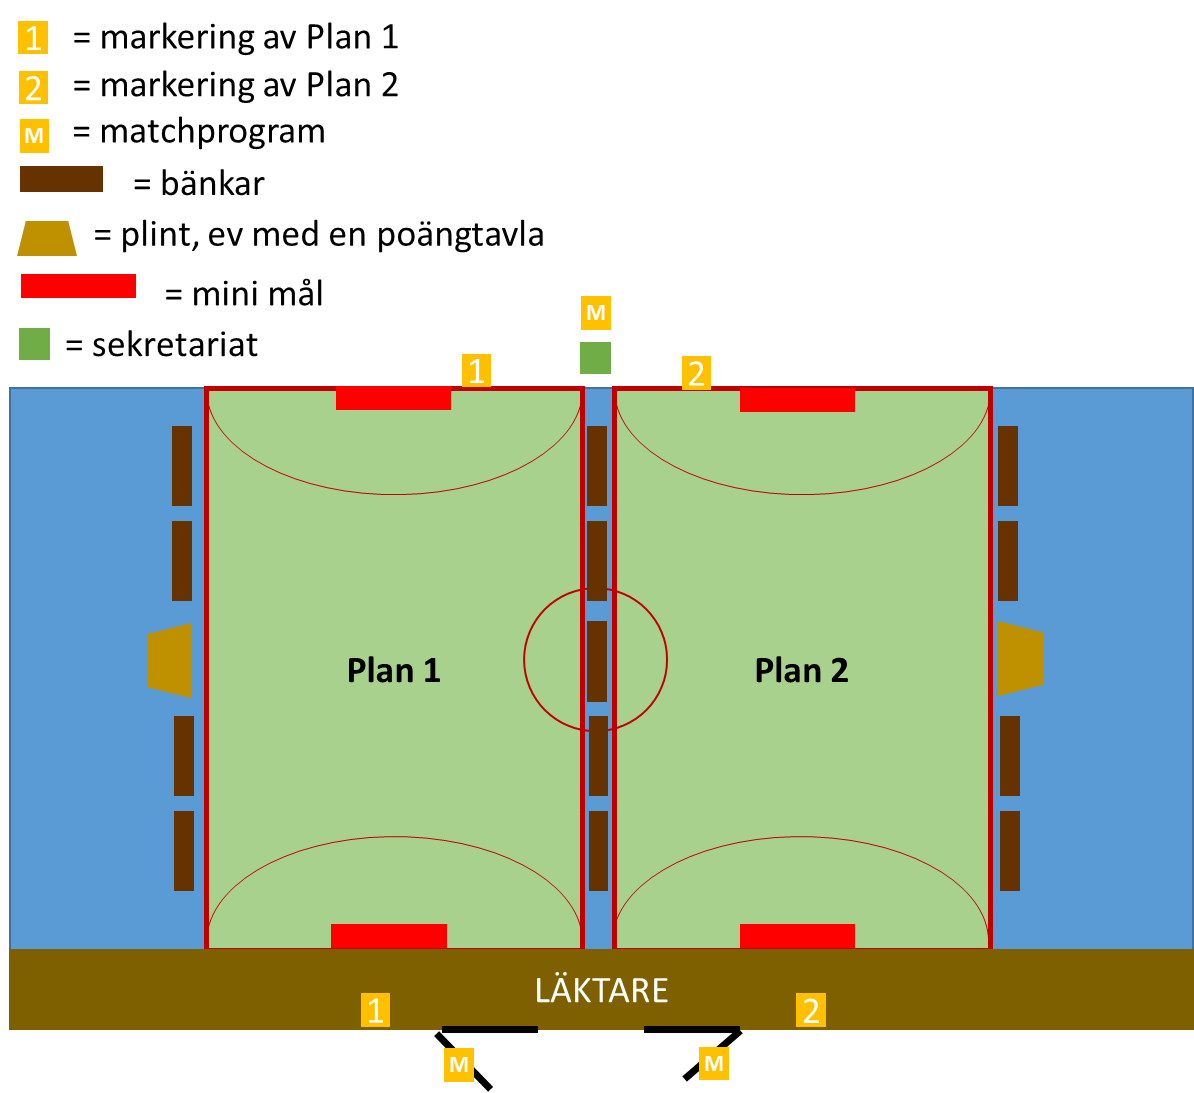 1 = markering av Plan 1
2 = markering av Plan 2
M = matchprogram
= bänkar
= plint, ev med en poängtavla
= mini mål
M
= sekretariat
1 2
Plan 1 Plan 2
LÄKTARE
1 2
M M